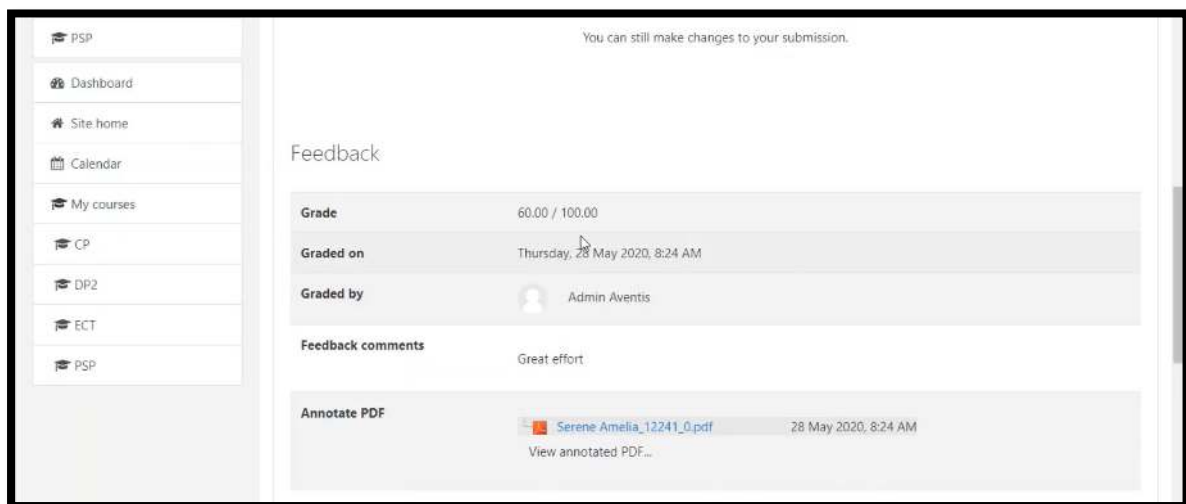 PSP
Dashboard
Site home
Calendar
My courses
CP
DP2
ECT
PSP
You can still make changes to your submission.
Feedback
Grade 60.00 / 100.00
Graded on Thursday, 28 May 2020, 8:24 AM
Graded by Admin Aventis
Feedback comments
Great effort
Annotate PDF
Serene Amelia_12241_0.pdf 28 May 2020, 8:24 AM
View annotated PDF...